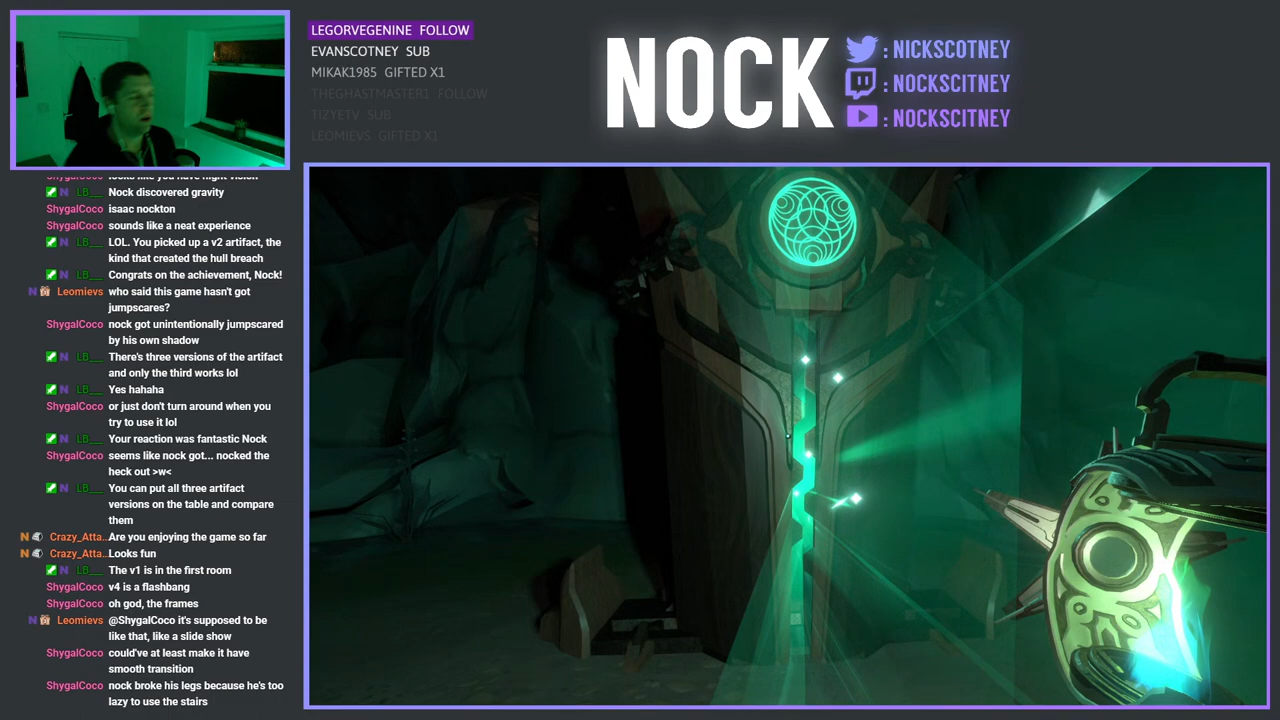 LEGORVEGENINE FOLLOW
EVANSCOTNEY SUB
MIKAK1985 GIFTED X1
THEGHASTMASTER1 FOLLOW
TIZYETV SUB
LEOMIEVS GIFTED X1
NOCK
: NICKSCOTNEY
: NOCKSCITNEY
: NOCKSCITNEY
ShygalCoco looks like you have night vision
N LB__ Nock discovered gravity
ShygalCoco isaac nockton
ShygalCoco sounds like a neat experience
N LB__ LOL. You picked up a v2 artifact, the
kind that created the hull breach
N LB__ Congrats on the achievement, Nock!
N Leomievs who said this game hasn't got
jumpscares?
ShygalCoco nock got unintentionally jumpscared
by his own shadow
N LB__ There's three versions of the artifact
and only the third works lol
N LB__ Yes hahaha
ShygalCoco or just don't turn around when you
try to use it lol
N LB__ Your reaction was fantastic Nock
ShygalCoco seems like nock got... nocked the
heck out >w<
N LB__ You can put all three artifact
versions on the table and compare
them
N Crazy_Atta.. Are you enjoying the game so far
N Crazy_Atta.. Looks fun
N LB__ The v1 is in the first room
ShygalCoco v4 is a flashbang
ShygalCoco oh god, the frames
N Leomievs @ShygalCoco it's supposed to be
like that, like a slide show
ShygalCoco could've at least make it have
smooth transition
ShygalCoco nock broke his legs because he's too
lazy to use the stairs